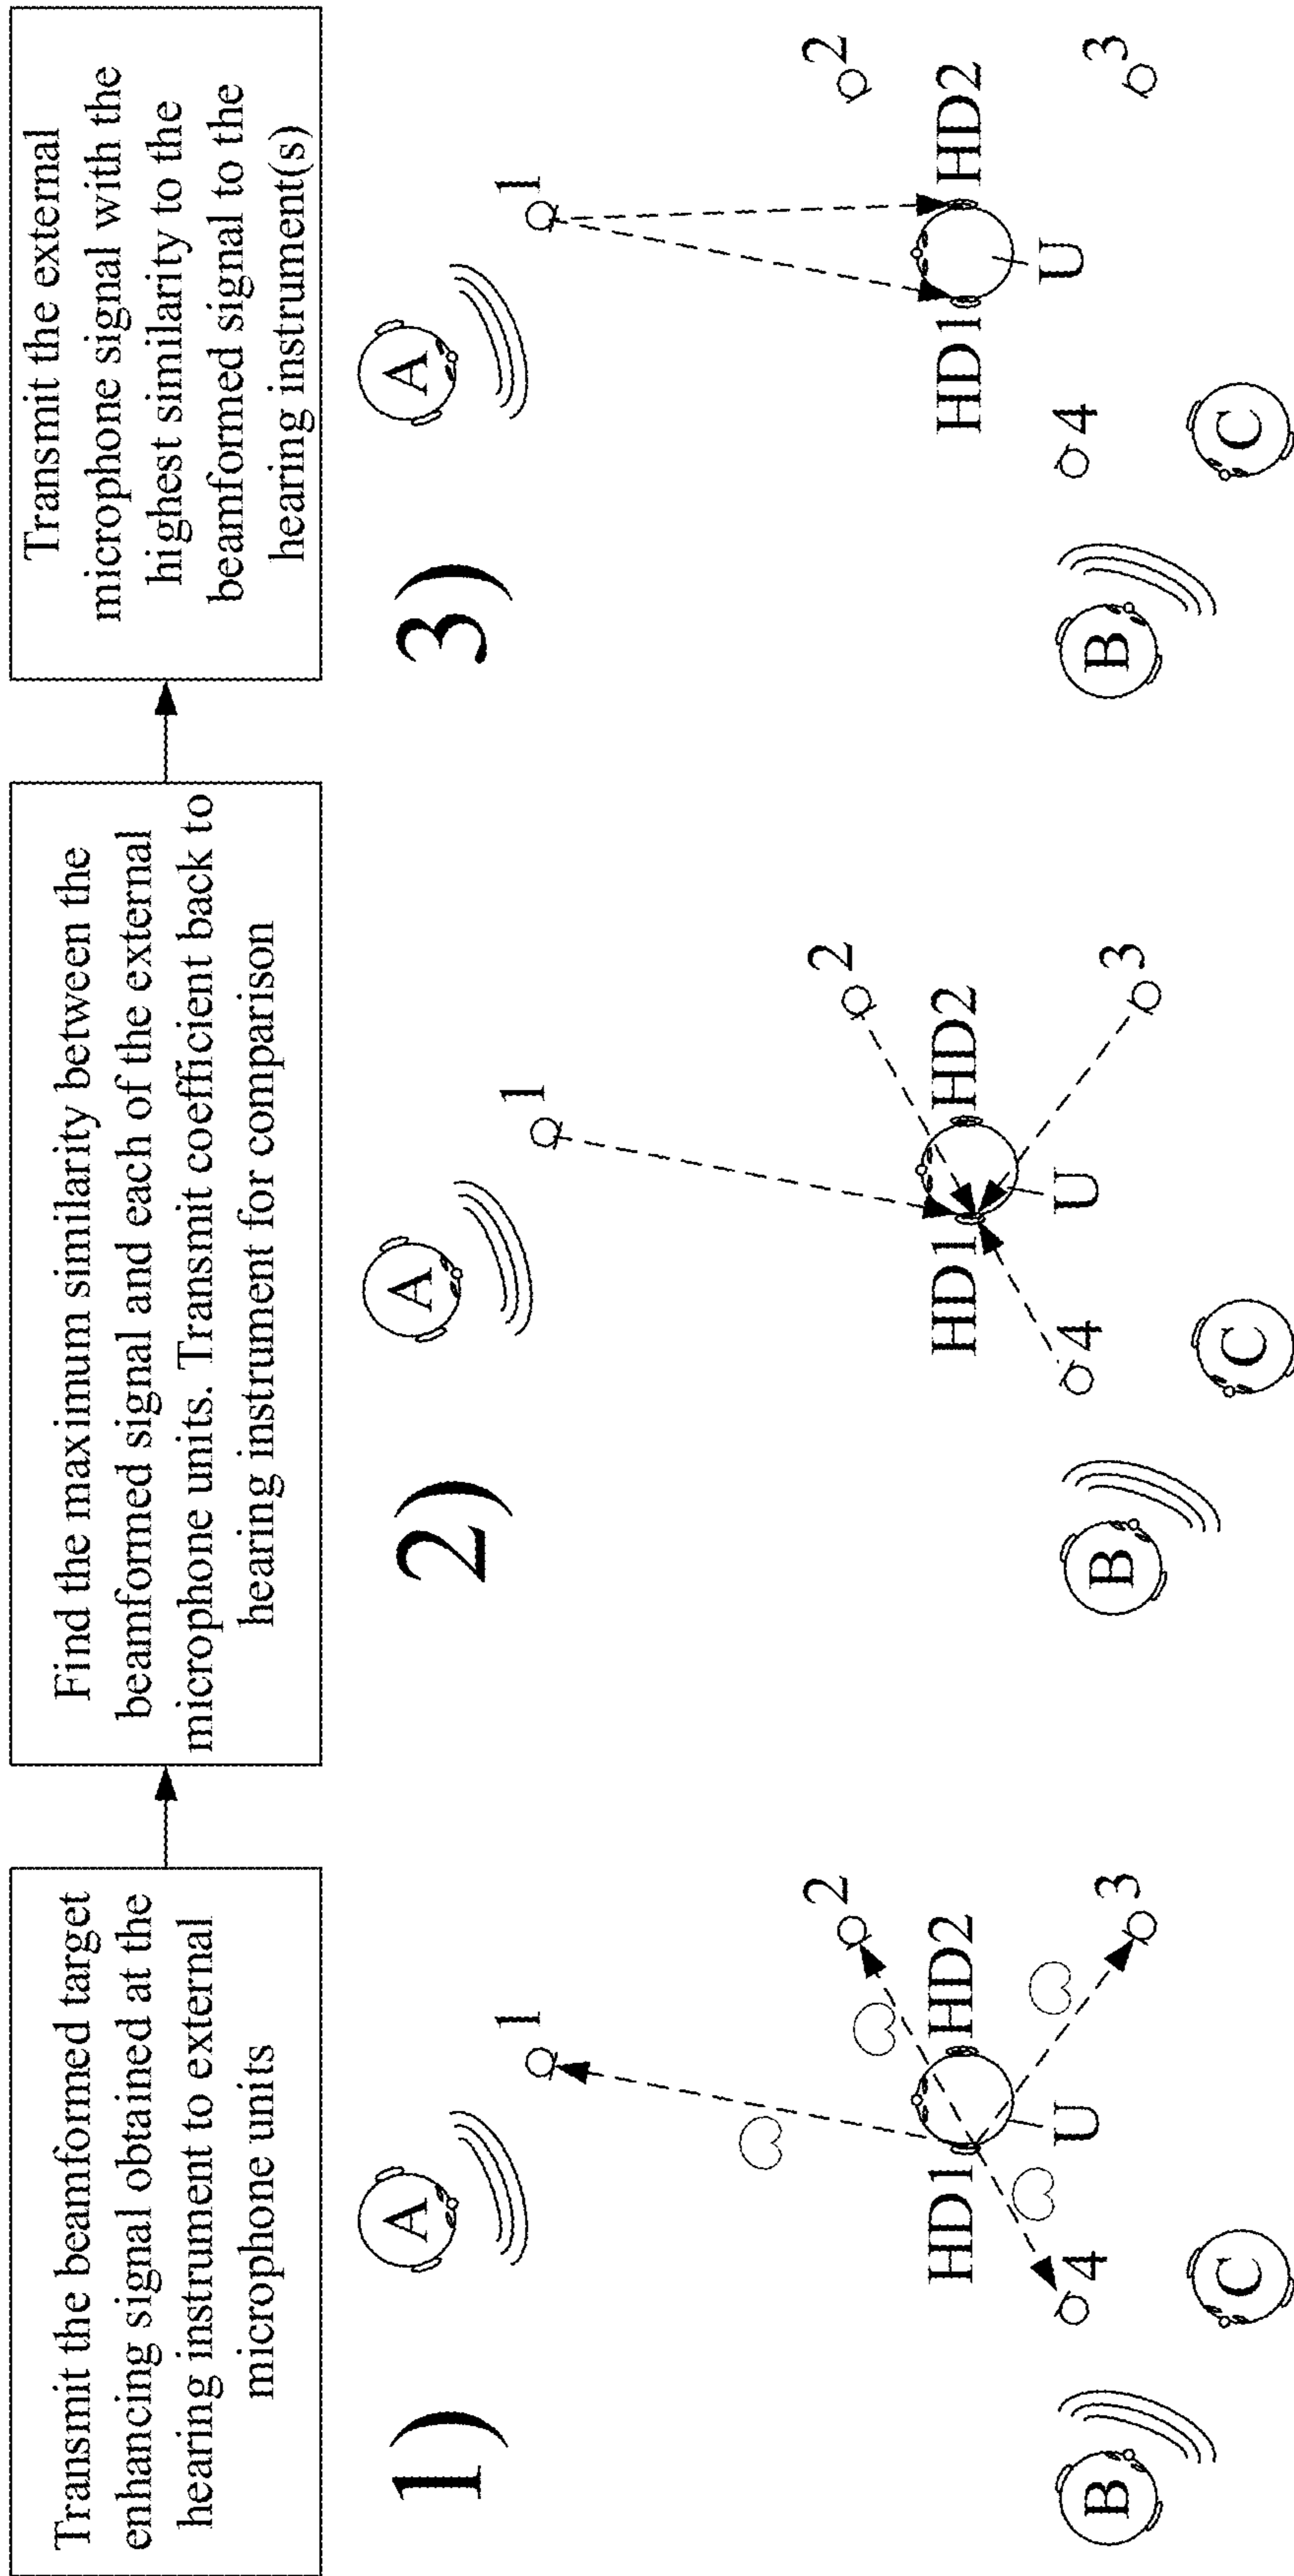 Transmit the beamformed target
enhancing signal obtained at the
hearing instrument to external
microphone units
Find the maximum similarity between the
beamformed signal and each of the external
microphone units. Transmit coefficient back to
hearing instrument for comparison
Transmit the external
microphone signal with the
highest similarity to the
beamformed signal to the
hearing instrument(s)
1)
A
1
2
HD1
HD2
U
3
4
B
C
2)
A
1
2
HD1
HD2
U
3
4
B
C
3)
A
1
2
HD1
HD2
U
3
4
B
C